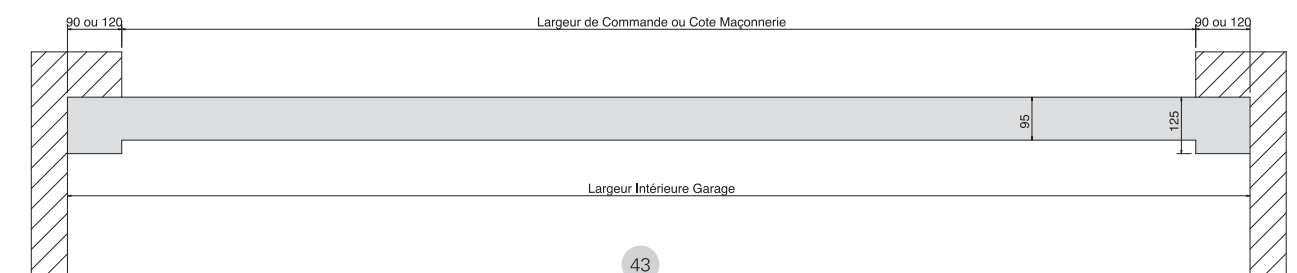 90 ou 120
Largeur de Commande ou Cote Maçonnerie
90 ou 120
95
125
Largeur Intérieure Garage
43